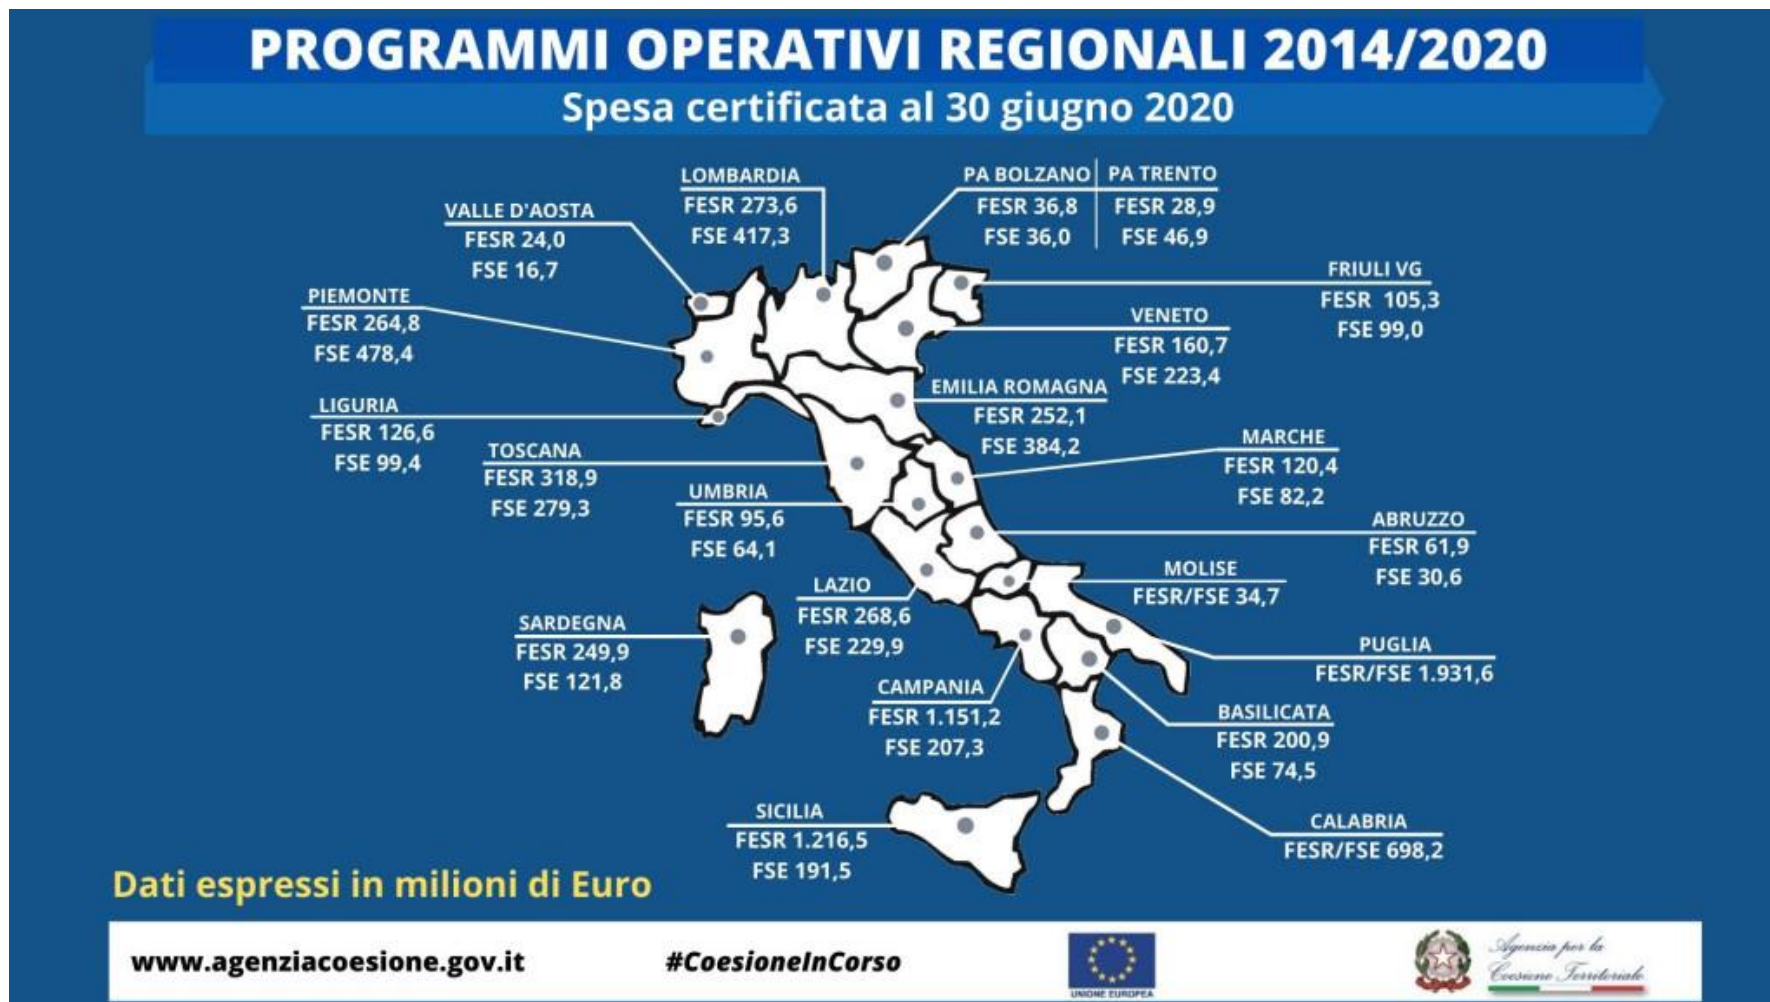 PROGRAMMI OPERATIVI REGIONALI 2014/2020
Spesa certificata al 30 giugno 2020
LOMBARDIA
FESR 273,6
FSE 417,3
PA BOLZANO
FESR 36,8
FSE 36,0
PA TRENTO
FESR 28,9
FSE 46,9
VALLE D'AOSTA
FESR 24,0
FSE 16,7
FRIULI VG
FESR 105,3
FSE 99,0
PIEMONTE
FESR 264,8
FSE 478,4
VENETO
FESR 160,7
FSE 223,4
EMILIA ROMAGNA
FESR 252,1
FSE 384,2
LIGURIA
FESR 126,6
FSE 99,4
MARCHE
FESR 120,4
FSE 82,2
TOSCANA
FESR 318,9
FSE 279,3
UMBRIA
FESR 95,6
FSE 64,1
ABRUZZO
FESR 61,9
FSE 30,6
MOLISE
FESR/FSE 34,7
LAZIO
FESR 268,6
FSE 229,9
SARDEGNA
FESR 249,9
FSE 121,8
PUGLIA
FESR/FSE 1.931,6
CAMPANIA
FESR 1.151,2
FSE 207,3
BASILICATA
FESR 200,9
FSE 74,5
SICILIA
FESR 1.216,5
FSE 191,5
CALABRIA
FESR/FSE 698,2
Dati espressi in milioni di Euro
www.agenziacoesione.gov.it
#CoesioneInCorso
UNIONE EUROPEA
Agenzia per la
Coesione Territoriale